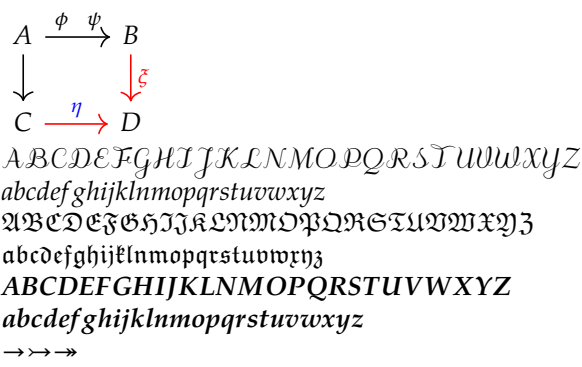 ϕ ψ
A B
ξ
η
C D
ABCDEFGHIJKLNMOPQRSTUVWXYZ
abcdefghijklnmopqrstuvwxyz
ABCDEFGHIJKLNMOPQRSTUVWXYZ
abcdefghijklnmopqrstuvwxyz
ABCDEFGHIJKLNMOPQRSTUVWXYZ
abcdefghijklnmopqrstuvwxyz
→↣↠